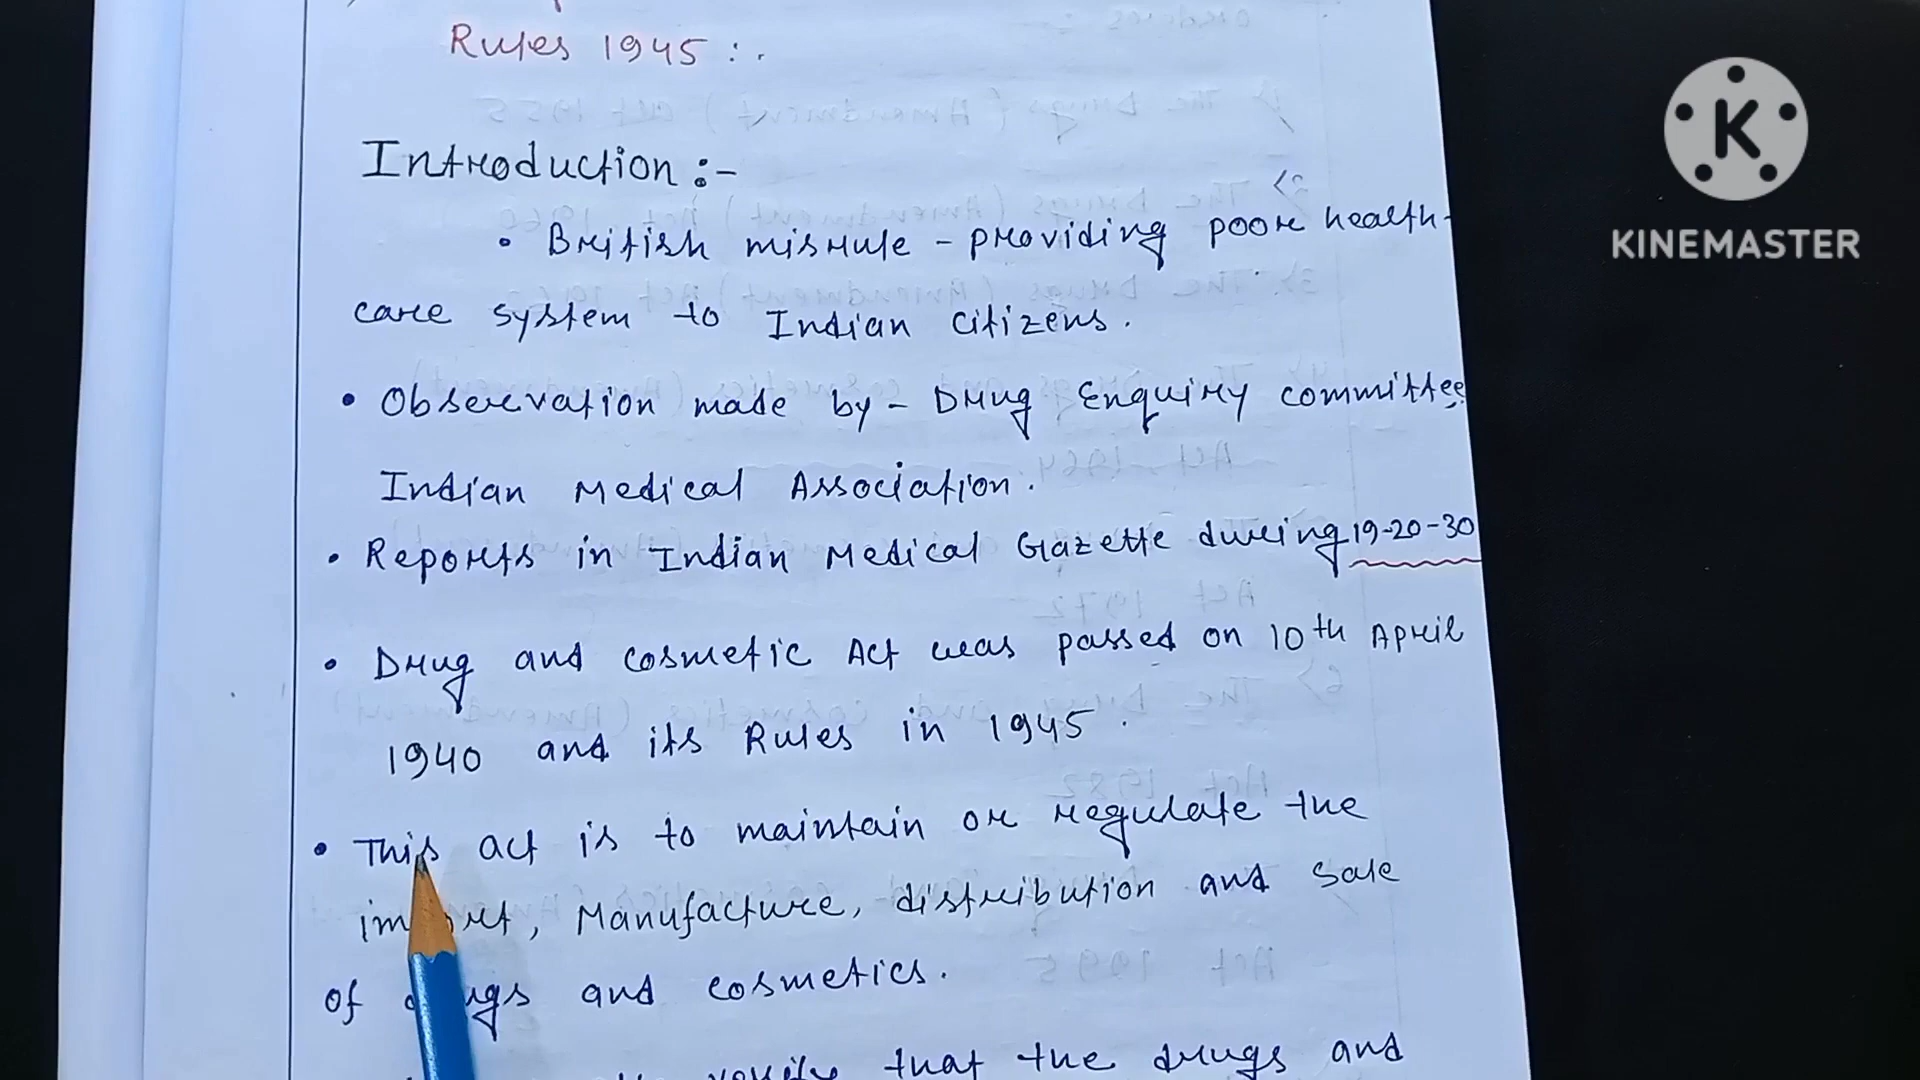 Rules 1945 :.
Introduction :-
• British misrule - providing poor health-
care system to Indian citizens.
• Observation made by - Drug Enquiry committee
Indian Medical Association.
• Reports in Indian Medical Gazette during 19-20-30
• Drug and cosmetic Act was passed on 10th April
1940 and its Rules in 1945.
• This act is to maintain or regulate the
import, Manufacture, distribution and sale
of drugs and cosmetics.
that the drugs and
K
KINEMASTER